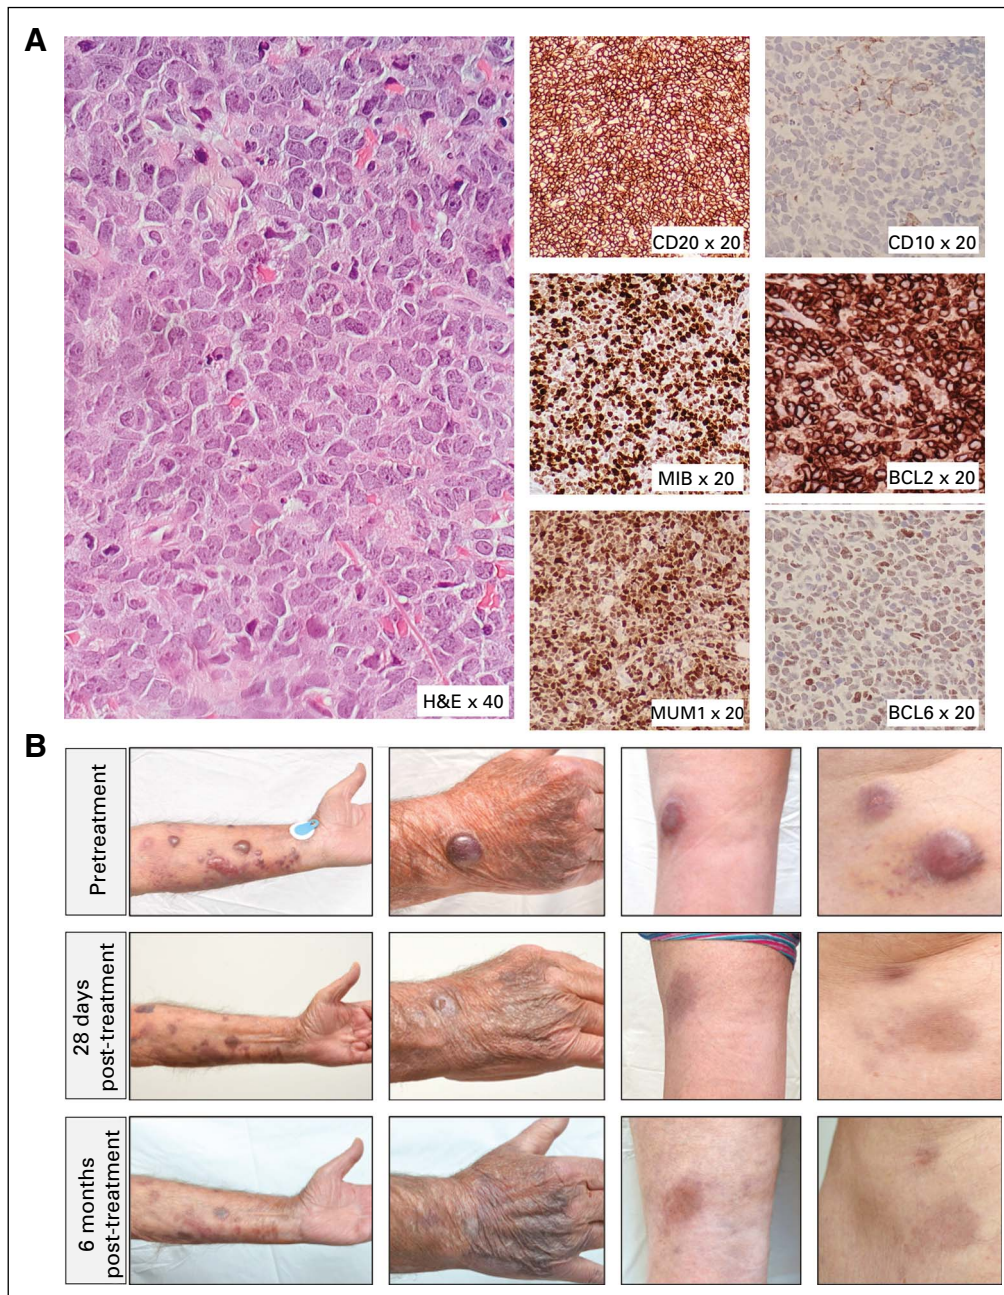 A
H&E x 40
CD20 x 20
CD10 x 20
MIB x 20
BCL2 x 20
MUM1 x 20
BCL6 x 20
B
Pretreatment
28 days
post-treatment
6 months
post-treatment